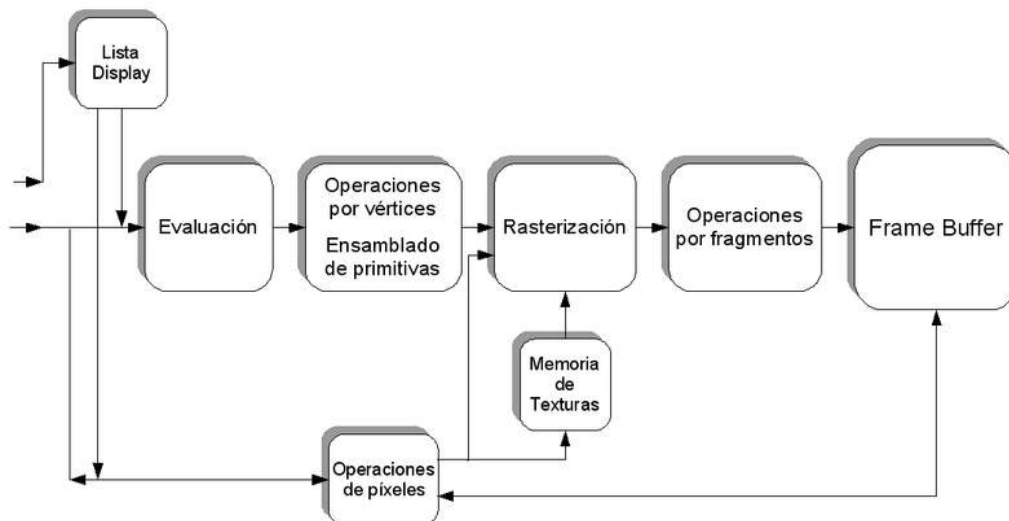 Lista
Display
Evaluación
Operaciones
por vértices
Ensamblado
de primitivas
Rasterización
Operaciones
por fragmentos
Frame Buffer
Memoria
de
Texturas
Operaciones
de píxeles